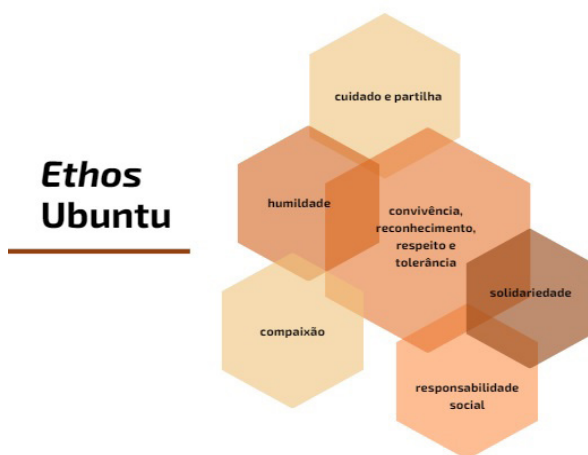 Ethos
Ubuntu
cuidado e partilha
humildade
convivência,
reconhecimento,
respeito e
tolerância
solidariedade
compaixão
responsabilidade
social